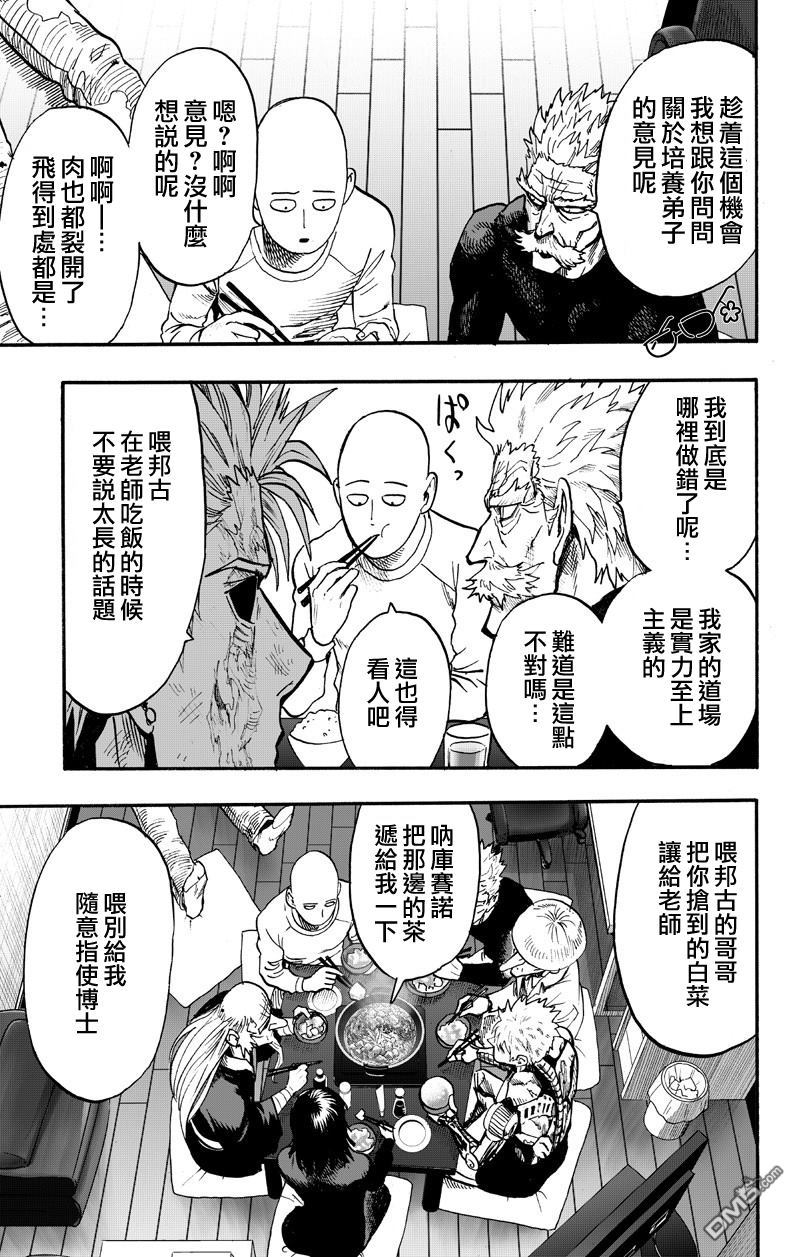 趁着這個機會
我想跟你問問
關於培養弟子
的意見呢
嗯？啊啊
意見？沒什麼
想説的呢
啊啊—…
肉也都裂開了
飛得到處都是…
我到底是
哪裡做錯了呢…
我家的道場
是實力至上
主義的
難道是這點
不對嗎…
ぱくっ
這也得
看人吧
喂邦古
在老師吃飯的時候
不要說太長的話題
喂邦古的哥哥
把你搶到的白菜
讓給老師
吶庫賽諾
把那邊的茶
遞給我一下
喂別給我
隨意指使博士
DM5.com